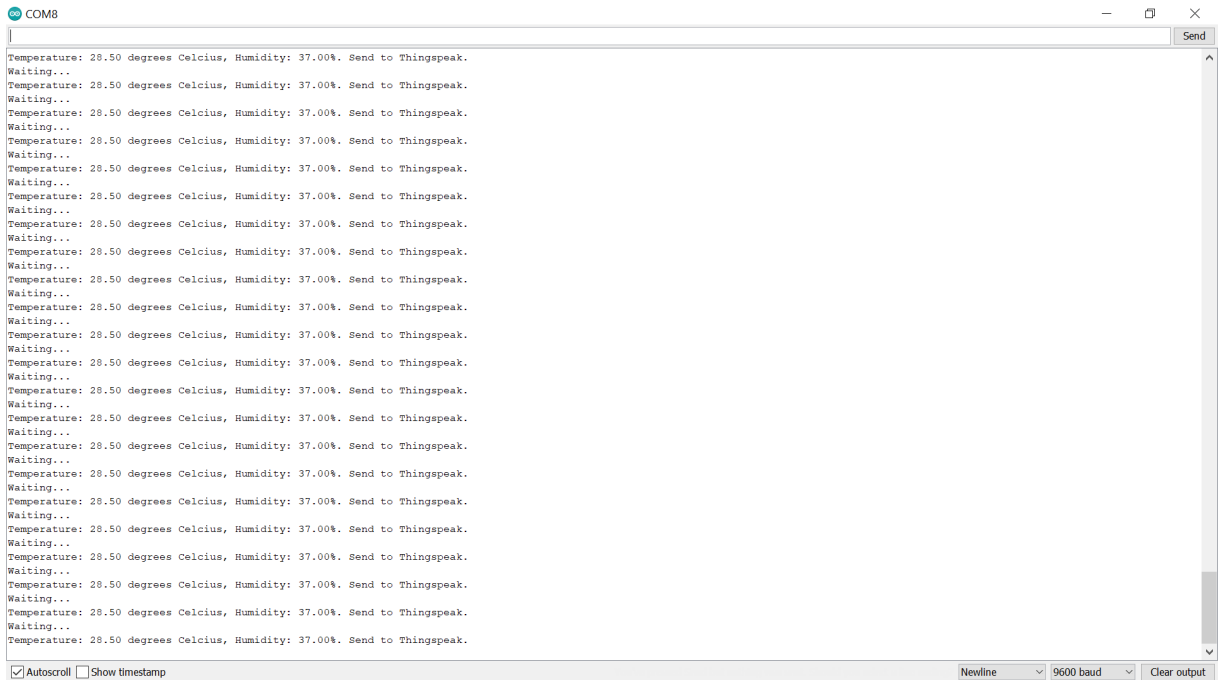 COM8
Send
Temperature: 28.50 degrees Celcius, Humidity: 37.00%. Send to Thingspeak.
Waiting...
Temperature: 28.50 degrees Celcius, Humidity: 37.00%. Send to Thingspeak.
Waiting...
Temperature: 28.50 degrees Celcius, Humidity: 37.00%. Send to Thingspeak.
Waiting...
Temperature: 28.50 degrees Celcius, Humidity: 37.00%. Send to Thingspeak.
Waiting...
Temperature: 28.50 degrees Celcius, Humidity: 37.00%. Send to Thingspeak.
Waiting...
Temperature: 28.50 degrees Celcius, Humidity: 37.00%. Send to Thingspeak.
Waiting...
Temperature: 28.50 degrees Celcius, Humidity: 37.00%. Send to Thingspeak.
Waiting...
Temperature: 28.50 degrees Celcius, Humidity: 37.00%. Send to Thingspeak.
Waiting...
Temperature: 28.50 degrees Celcius, Humidity: 37.00%. Send to Thingspeak.
Waiting...
Temperature: 28.50 degrees Celcius, Humidity: 37.00%. Send to Thingspeak.
Waiting...
Temperature: 28.50 degrees Celcius, Humidity: 37.00%. Send to Thingspeak.
Waiting...
Temperature: 28.50 degrees Celcius, Humidity: 37.00%. Send to Thingspeak.
Waiting...
Temperature: 28.50 degrees Celcius, Humidity: 37.00%. Send to Thingspeak.
Waiting...
Temperature: 28.50 degrees Celcius, Humidity: 37.00%. Send to Thingspeak.
Waiting...
Temperature: 28.50 degrees Celcius, Humidity: 37.00%. Send to Thingspeak.
Waiting...
Temperature: 28.50 degrees Celcius, Humidity: 37.00%. Send to Thingspeak.
Waiting...
Temperature: 28.50 degrees Celcius, Humidity: 37.00%. Send to Thingspeak.
Waiting...
Temperature: 28.50 degrees Celcius, Humidity: 37.00%. Send to Thingspeak.
Waiting...
Temperature: 28.50 degrees Celcius, Humidity: 37.00%. Send to Thingspeak.
Waiting...
Temperature: 28.50 degrees Celcius, Humidity: 37.00%. Send to Thingspeak.
Waiting...
Temperature: 28.50 degrees Celcius, Humidity: 37.00%. Send to Thingspeak.
Waiting...
Temperature: 28.50 degrees Celcius, Humidity: 37.00%. Send to Thingspeak.
Autoscroll Show timestamp Newline 9600 baud Clear output